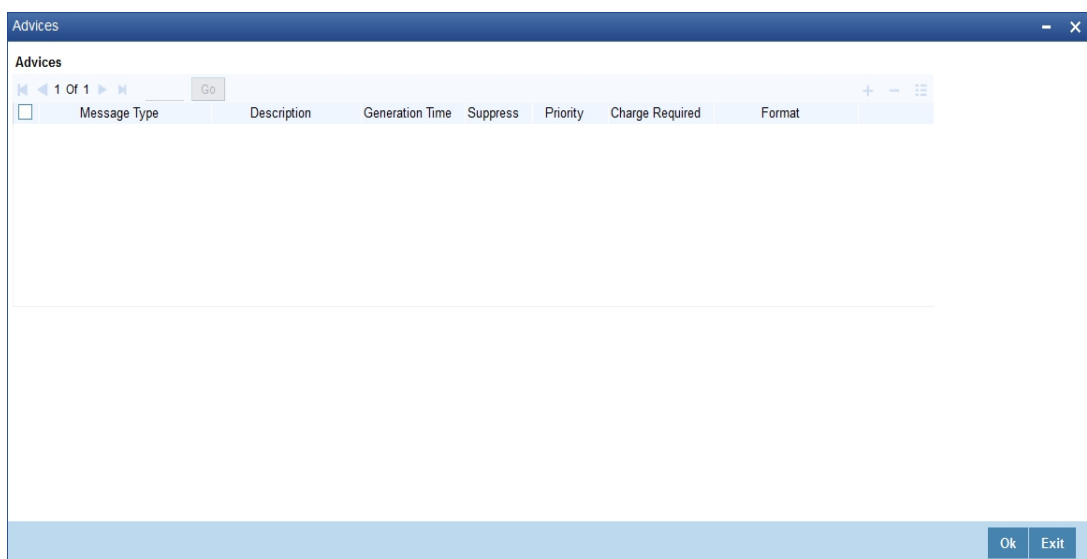 Advices
Advices
1 Of 1 Go
Message Type Description Generation Time Suppress Priority Charge Required Format
Ok Exit